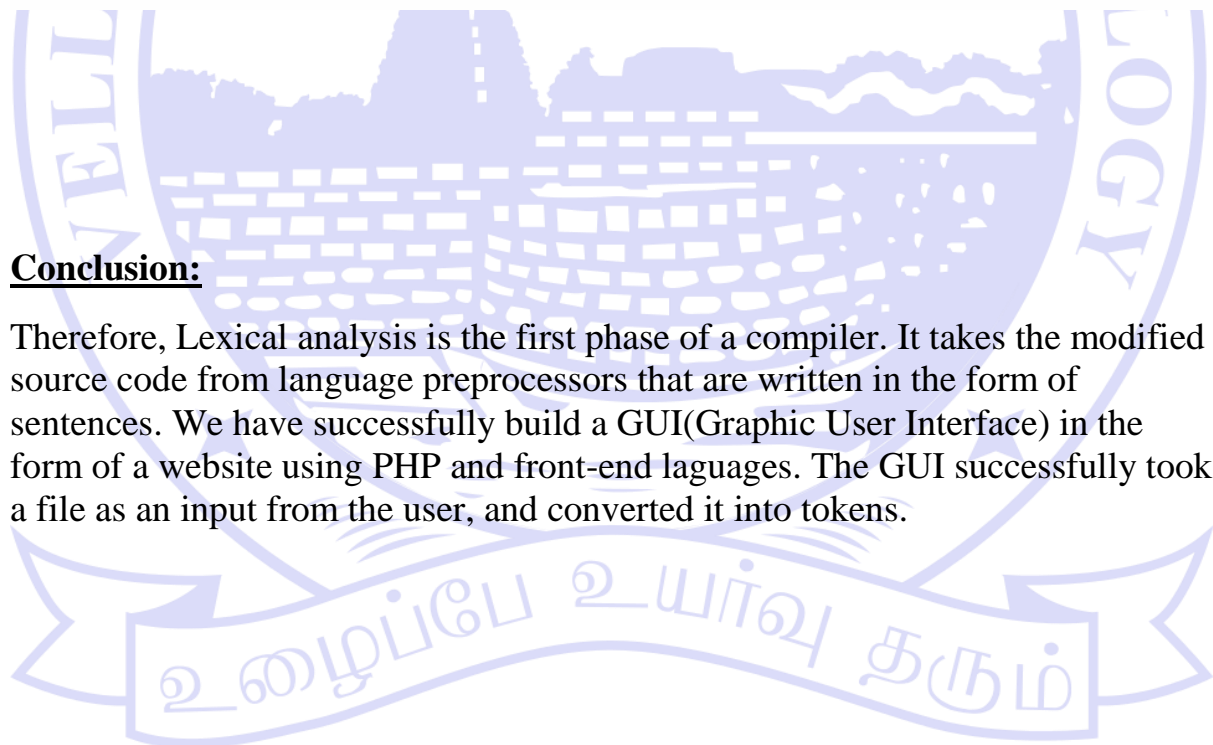 VELL
LOGY
Conclusion:
Therefore, Lexical analysis is the first phase of a compiler. It takes the modified
source code from language preprocessors that are written in the form of
sentences. We have successfully build a GUI(Graphic User Interface) in the
form of a website using PHP and front-end laguages. The GUI successfully took
a file as an input from the user, and converted it into tokens.
உழைப்பே உயர்வு தரும்